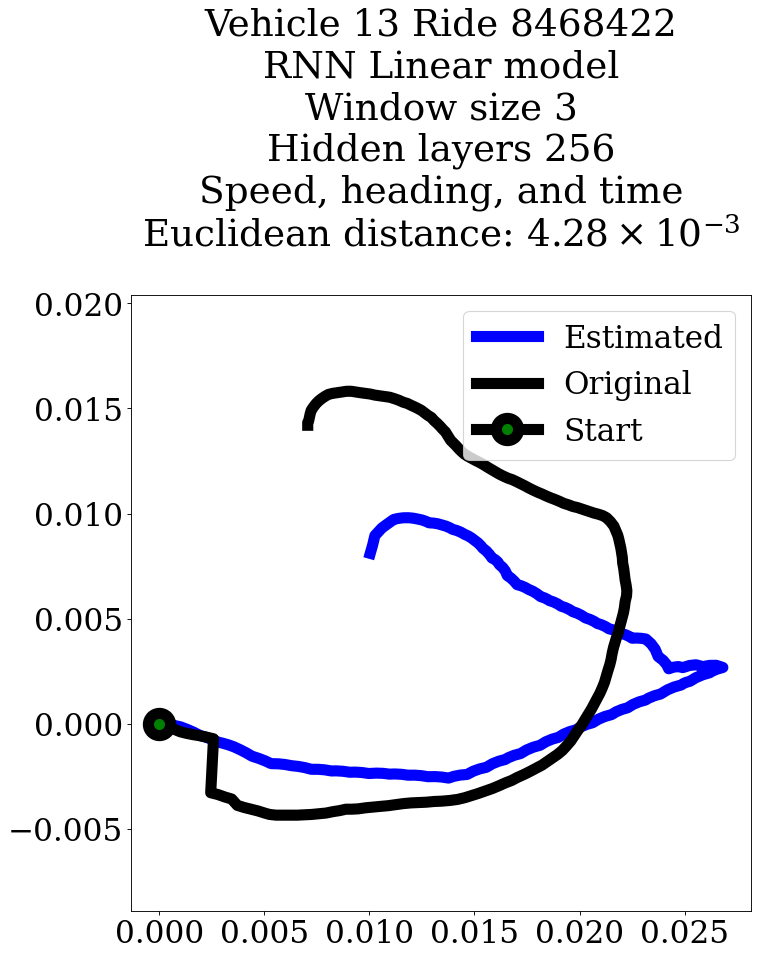 Vehicle 13 Ride 8468422
RNN Linear model
Window size 3
Hidden layers 256
Speed, heading, and time
Euclidean distance: 4.28 × 10⁻³
0.020
0.015
0.010
0.005
0.000
−0.005
Estimated
Original
Start
0.000 0.005 0.010 0.015 0.020 0.025